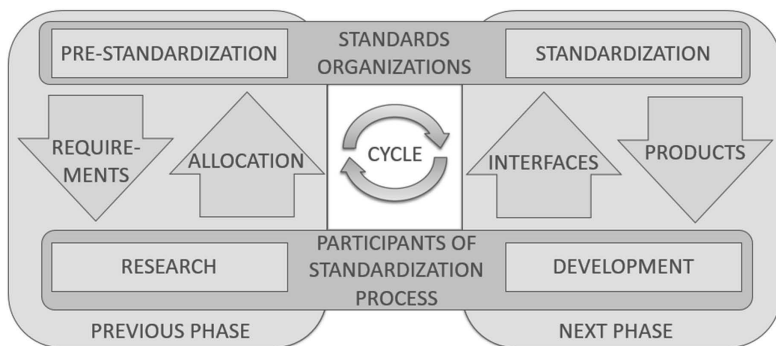 PRE-STANDARDIZATION
STANDARDS
ORGANIZATIONS
STANDARDIZATION
REQUIRE-
MENTS
ALLOCATION
CYCLE
INTERFACES
PRODUCTS
RESEARCH
PARTICIPANTS OF
STANDARDIZATION
PROCESS
DEVELOPMENT
PREVIOUS PHASE
NEXT PHASE